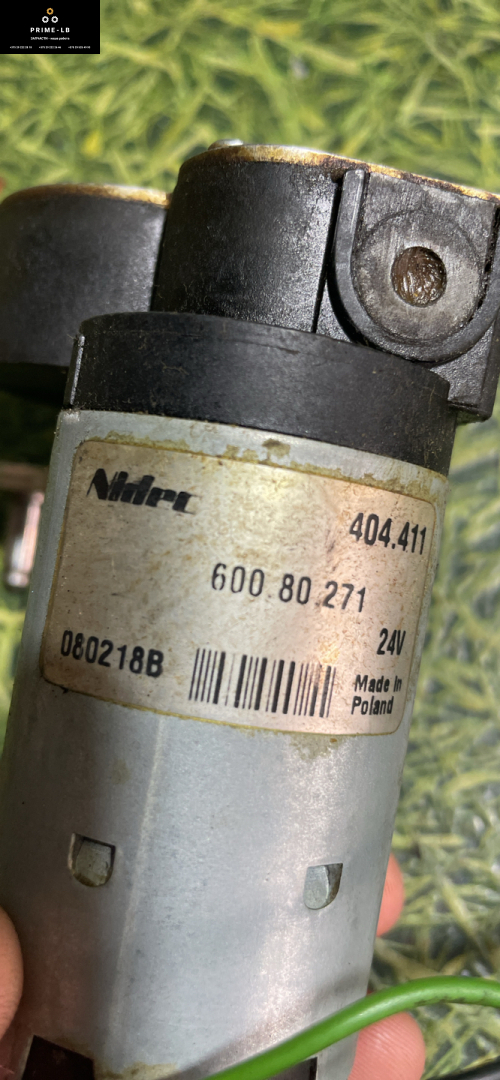 PRIME-LB
Nidec
404.411
600 80 271
24V
080218B
Made in
Poland